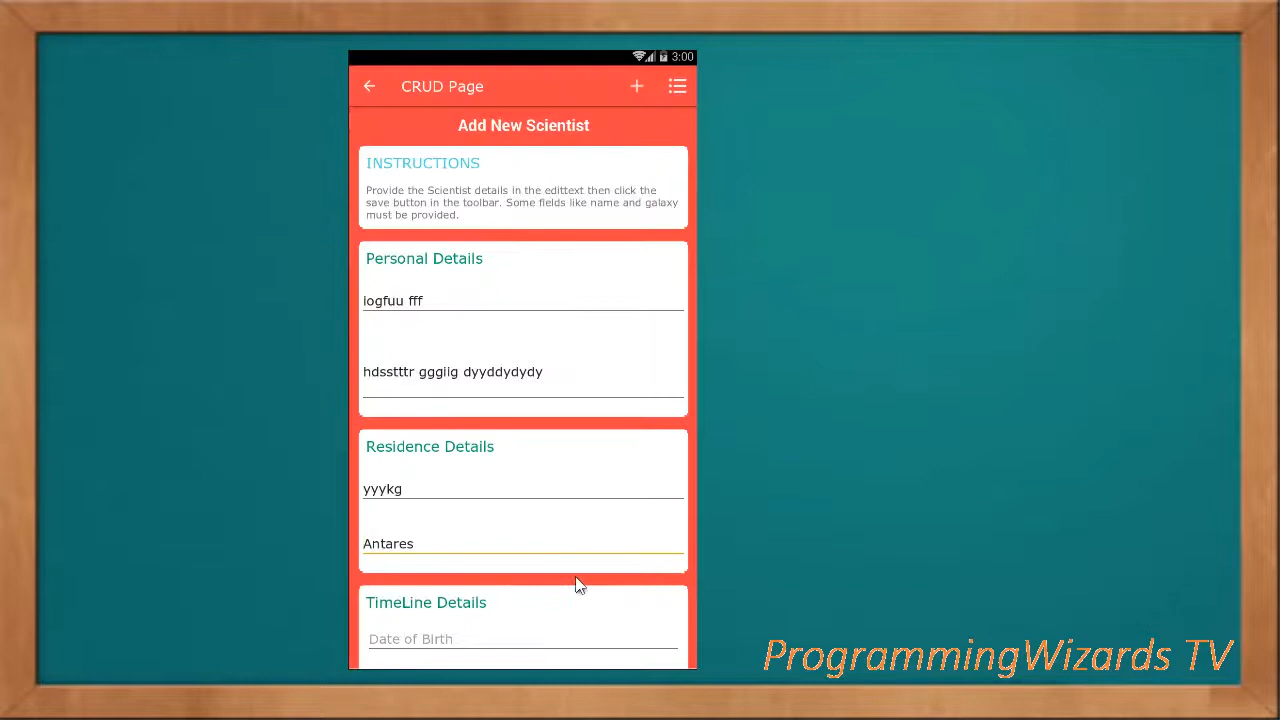 3:00
CRUD Page
Add New Scientist
INSTRUCTIONS
Provide the Scientist details in the edittext then click the
save button in the toolbar. Some fields like name and galaxy
must be provided.
Personal Details
iogfuu fff
hdsstttr gggiig dyyddydydy
Residence Details
yyykg
Antares
TimeLine Details
Date of Birth
ProgrammingWizards TV